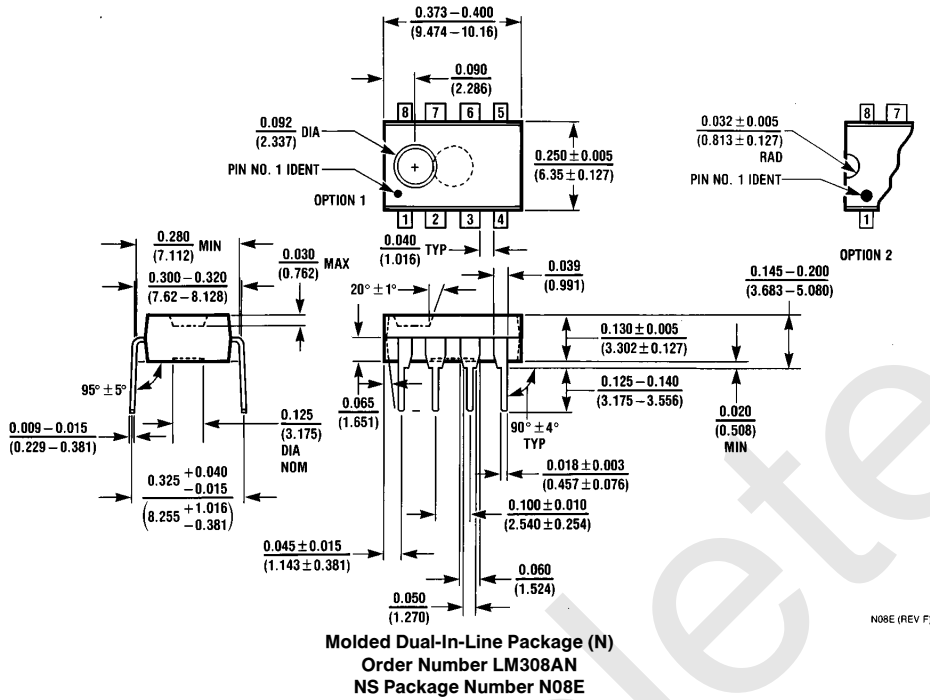 0.373 – 0.400
(9.474 – 10.16)
0.090
(2.286)
8 7 6 5
0.092 DIA
(2.337)
PIN NO. 1 IDENT
OPTION 1
1 2 3 4
0.250 ± 0.005
(6.35 ± 0.127)
0.032 ± 0.005
(0.813 ± 0.127)
RAD
PIN NO. 1 IDENT
8 7
1
OPTION 2
0.280 MIN
(7.112)
0.300 – 0.320
(7.62 – 8.128)
0.030 MAX
(0.762)
0.040 TYP
(1.016)
0.039
(0.991)
20° ± 1°
0.145 – 0.200
(3.683 – 5.080)
0.130 ± 0.005
(3.302 ± 0.127)
0.125 – 0.140
(3.175 – 3.556)
0.020
(0.508)
MIN
95° ± 5°
0.065
(1.651)
90° ± 4°
TYP
0.009 – 0.015
(0.229 – 0.381)
0.125
(3.175)
DIA
NOM
0.018 ± 0.003
(0.457 ± 0.076)
0.325 +0.040 –0.015
(8.255 +1.016 –0.381)
0.100 ± 0.010
(2.540 ± 0.254)
0.045 ± 0.015
(1.143 ± 0.381)
0.060
(1.524)
0.050
(1.270)
N08E (REV F)
Molded Dual-In-Line Package (N)
Order Number LM308AN
NS Package Number N08E
lete